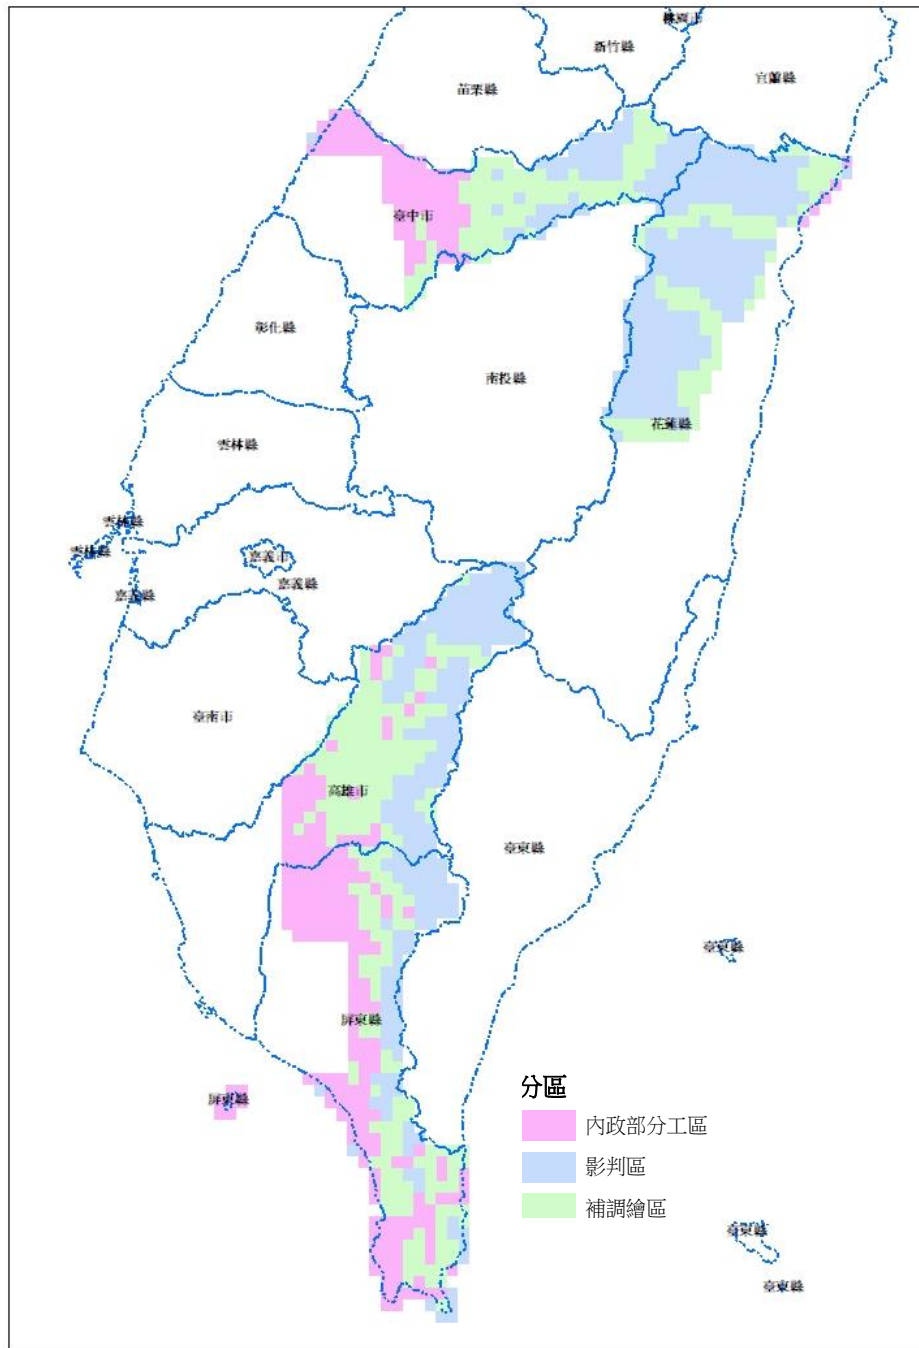 桃園市
新竹縣
宜蘭縣
苗栗縣
臺中市
彰化縣
南投縣
花蓮縣
雲林縣
雲林縣
雲林縣
嘉義市
嘉義縣
嘉義縣
臺南市
高雄市
臺東縣
臺東縣
屏東縣
屏東縣
分區
內政部分工區
影判區
補調繪區
臺東縣
臺東縣